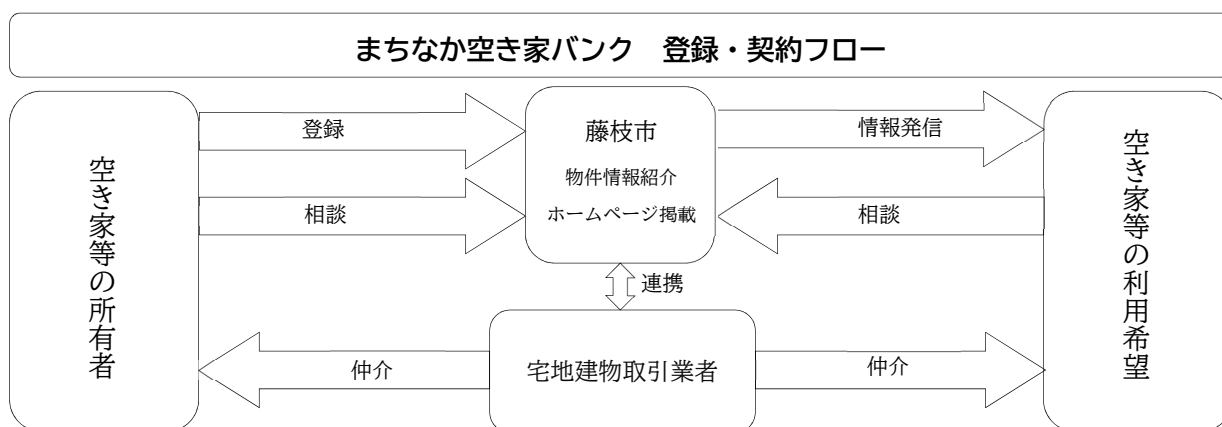 まちなか空き家バンク　登録・契約フロー
空き家等の所有者
登録
相談
藤枝市
物件情報紹介
ホームページ掲載
情報発信
相談
空き家等の利用希望
連携
仲介
宅地建物取引業者
仲介